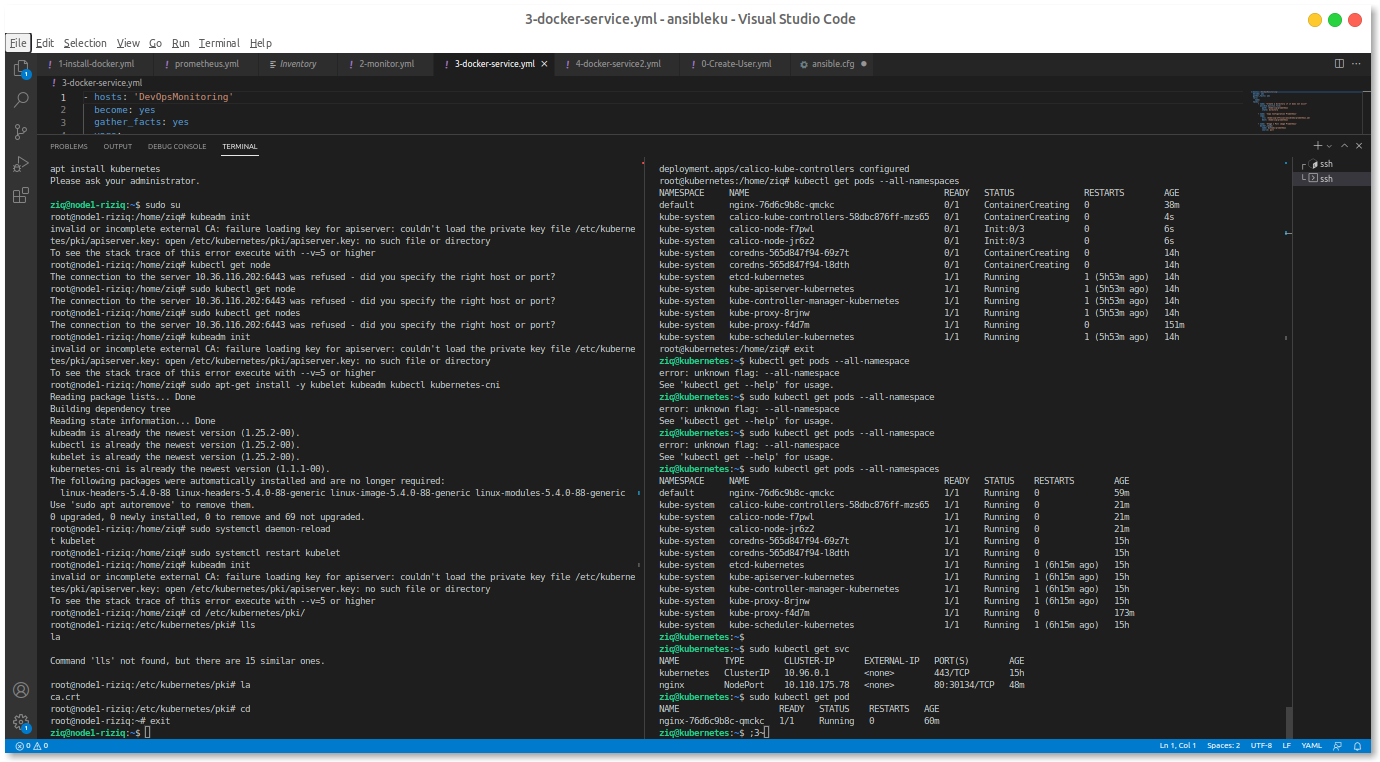 3-docker-service.yml - ansibleku - Visual Studio Code
File Edit Selection View Go Run Terminal Help
! 1-install-docker.yml ! prometheus.yml Inventory ! 2-monitor.yml ! 3-docker-service.yml × ! 4-docker-service2.yml ! 0-Create-User.yml ansible.cfg ●
! 3-docker-service.yml
1 - hosts: 'DevOpsMonitoring'
2 become: yes
3 gather_facts: yes
PROBLEMS OUTPUT DEBUG CONSOLE TERMINAL
apt install kubernetes
Please ask your administrator.
ziq@node1-riziq:~$ sudo su
root@node1-riziq:/home/ziq# kubeadm init
invalid or incomplete external CA: failure loading key for apiserver: couldn't load the private key file /etc/kuberne
tes/pki/apiserver.key: open /etc/kubernetes/pki/apiserver.key: no such file or directory
To see the stack trace of this error execute with --v=5 or higher
root@node1-riziq:/home/ziq# kubectl get node
The connection to the server 10.36.116.202:6443 was refused - did you specify the right host or port?
root@node1-riziq:/home/ziq# sudo kubectl get node
The connection to the server 10.36.116.202:6443 was refused - did you specify the right host or port?
root@node1-riziq:/home/ziq# sudo kubectl get nodes
The connection to the server 10.36.116.202:6443 was refused - did you specify the right host or port?
root@node1-riziq:/home/ziq# kubeadm init
invalid or incomplete external CA: failure loading key for apiserver: couldn't load the private key file /etc/kuberne
tes/pki/apiserver.key: open /etc/kubernetes/pki/apiserver.key: no such file or directory
To see the stack trace of this error execute with --v=5 or higher
root@node1-riziq:/home/ziq# sudo apt-get install -y kubelet kubeadm kubectl kubernetes-cni
Reading package lists... Done
Building dependency tree
Reading state information... Done
kubeadm is already the newest version (1.25.2-00).
kubectl is already the newest version (1.25.2-00).
kubelet is already the newest version (1.25.2-00).
kubernetes-cni is already the newest version (1.1.1-00).
The following packages were automatically installed and are no longer required:
linux-headers-5.4.0-88 linux-headers-5.4.0-88-generic linux-image-5.4.0-88-generic linux-modules-5.4.0-88-generic
Use 'sudo apt autoremove' to remove them.
0 upgraded, 0 newly installed, 0 to remove and 69 not upgraded.
root@node1-riziq:/home/ziq# sudo systemctl daemon-reload
t kubelet
root@node1-riziq:/home/ziq# sudo systemctl restart kubelet
root@node1-riziq:/home/ziq# kubeadm init
invalid or incomplete external CA: failure loading key for apiserver: couldn't load the private key file /etc/kuberne
tes/pki/apiserver.key: open /etc/kubernetes/pki/apiserver.key: no such file or directory
To see the stack trace of this error execute with --v=5 or higher
root@node1-riziq:/home/ziq# cd /etc/kubernetes/pki/
root@node1-riziq:/etc/kubernetes/pki# lls
la
Command 'lls' not found, but there are 15 similar ones.
root@node1-riziq:/etc/kubernetes/pki# la
ca.crt
root@node1-riziq:/etc/kubernetes/pki# cd
root@node1-riziq:~# exit
ziq@node1-riziq:~$
deployment.apps/calico-kube-controllers configured
root@kubernetes:/home/ziq# kubectl get pods --all-namespaces
NAMESPACE NAME READY STATUS RESTARTS AGE
default nginx-76d6c9b8c-qmckc 0/1 ContainerCreating 0 38m
kube-system calico-kube-controllers-58dbc876ff-mzs65 0/1 ContainerCreating 0 4s
kube-system calico-node-f7pwl 0/1 Init:0/3 0 6s
kube-system calico-node-jr6z2 0/1 Init:0/3 0 6s
kube-system coredns-565d847f94-69z7t 0/1 ContainerCreating 0 14h
kube-system coredns-565d847f94-l8dth 0/1 ContainerCreating 0 14h
kube-system etcd-kubernetes 1/1 Running 1 (5h53m ago) 14h
kube-system kube-apiserver-kubernetes 1/1 Running 1 (5h53m ago) 14h
kube-system kube-controller-manager-kubernetes 1/1 Running 1 (5h53m ago) 14h
kube-system kube-proxy-8rjnw 1/1 Running 1 (5h53m ago) 14h
kube-system kube-proxy-f4d7m 1/1 Running 0 151m
kube-system kube-scheduler-kubernetes 1/1 Running 1 (5h53m ago) 14h
root@kubernetes:/home/ziq# exit
ziq@kubernetes:~$ kubectl get pods --all-namespace
error: unknown flag: --all-namespace
See 'kubectl get --help' for usage.
ziq@kubernetes:~$ sudo kubectl get pods --all-namespace
error: unknown flag: --all-namespace
See 'kubectl get --help' for usage.
ziq@kubernetes:~$ sudo kubectl get pods --all-namespace
error: unknown flag: --all-namespace
See 'kubectl get --help' for usage.
ziq@kubernetes:~$ sudo kubectl get pods --all-namespaces
NAMESPACE NAME READY STATUS RESTARTS AGE
default nginx-76d6c9b8c-qmckc 1/1 Running 0 59m
kube-system calico-kube-controllers-58dbc876ff-mzs65 1/1 Running 0 21m
kube-system calico-node-f7pwl 1/1 Running 0 21m
kube-system calico-node-jr6z2 1/1 Running 0 21m
kube-system coredns-565d847f94-69z7t 1/1 Running 0 15h
kube-system coredns-565d847f94-l8dth 1/1 Running 0 15h
kube-system etcd-kubernetes 1/1 Running 1 (6h15m ago) 15h
kube-system kube-apiserver-kubernetes 1/1 Running 1 (6h15m ago) 15h
kube-system kube-controller-manager-kubernetes 1/1 Running 1 (6h15m ago) 15h
kube-system kube-proxy-8rjnw 1/1 Running 1 (6h15m ago) 15h
kube-system kube-proxy-f4d7m 1/1 Running 0 173m
kube-system kube-scheduler-kubernetes 1/1 Running 1 (6h15m ago) 15h
ziq@kubernetes:~$
ziq@kubernetes:~$ sudo kubectl get svc
NAME TYPE CLUSTER-IP EXTERNAL-IP PORT(S) AGE
kubernetes ClusterIP 10.96.0.1 <none> 443/TCP 15h
nginx NodePort 10.110.175.78 <none> 80:30134/TCP 48m
ziq@kubernetes:~$ sudo kubectl get pod
NAME READY STATUS RESTARTS AGE
nginx-76d6c9b8c-qmckc 1/1 Running 0 60m
ziq@kubernetes:~$ ;3~
ssh
ssh
0 0 Ln 1, Col 1 Spaces: 2 UTF-8 LF YAML